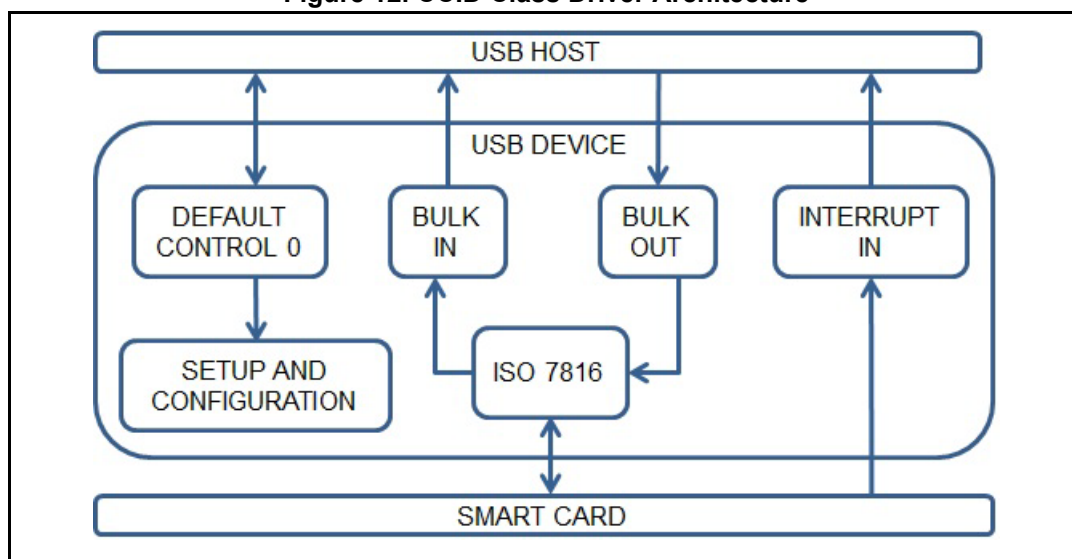 Figure 12. CCID Class Driver Architecture
USB HOST
USB DEVICE
DEFAULT
CONTROL 0
BULK
IN
BULK
OUT
INTERRUPT
IN
SETUP AND
CONFIGURATION
ISO 7816
SMART CARD